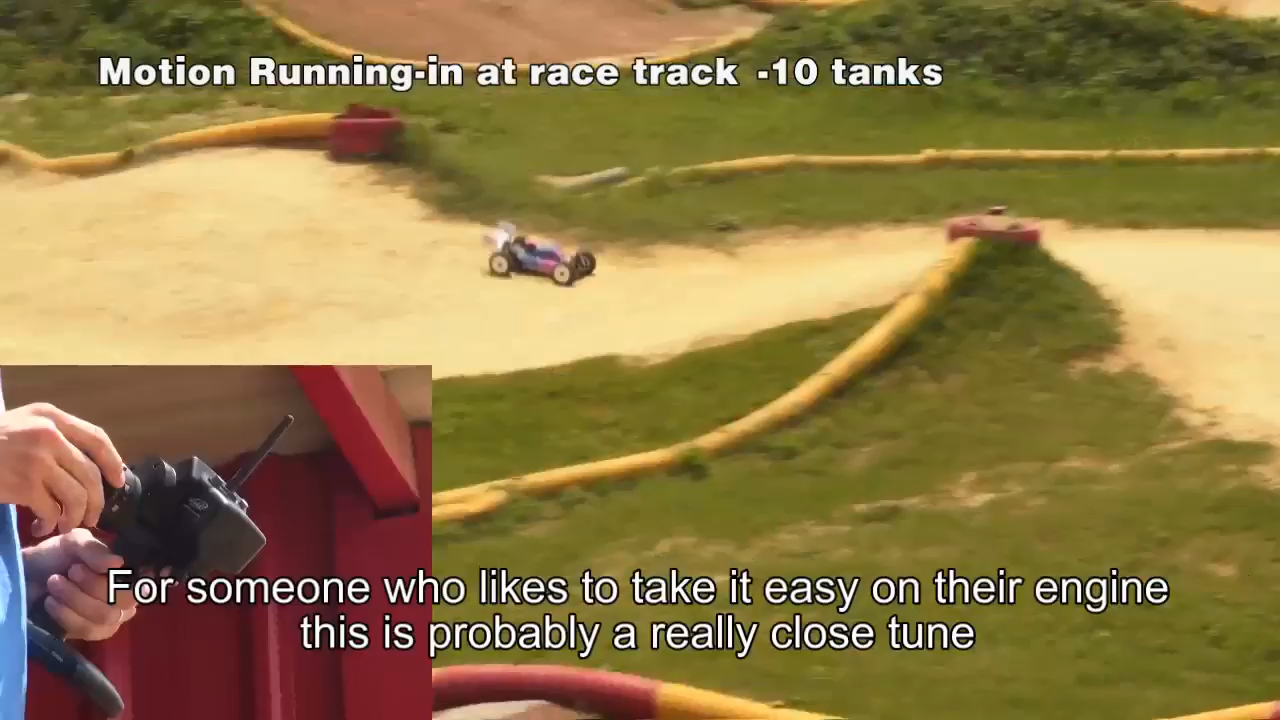 Motion Running-in at race track -10 tanks
For someone who likes to take it easy on their engine
this is probably a really close tune